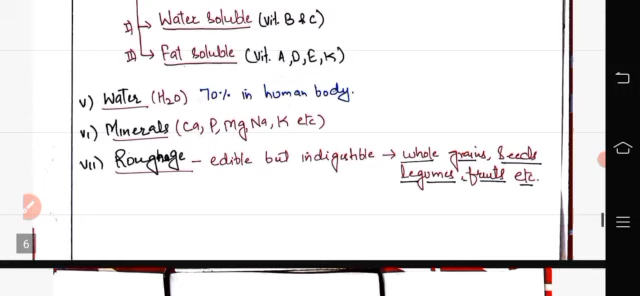 I) → Water Soluble (Vit. B & C)
II) → Fat Soluble (Vit. A, D, E, K)
v) Water (H2O) 70% in human body.
vi) Minerals (Ca, P, Mg, Na, K etc)
vii) Roughage – edible but indigestible → whole grains, Seeds
legumes, fruits etc.
6